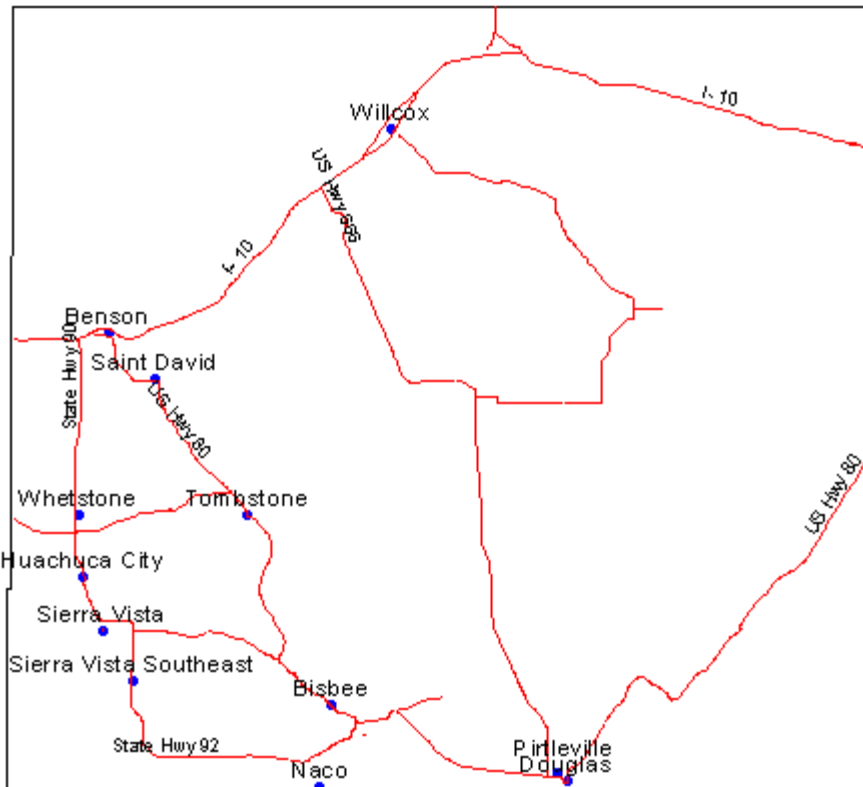 I- 10
Willcox
US Hwy 666
I- 10
Benson
State Hwy 90
Saint David
US Hwy 80
US Hwy 80
Whetstone
Tombstone
Huachuca City
Sierra Vista
Sierra Vista Southeast
Bisbee
State Hwy 92
Pirtleville
Douglas
Naco